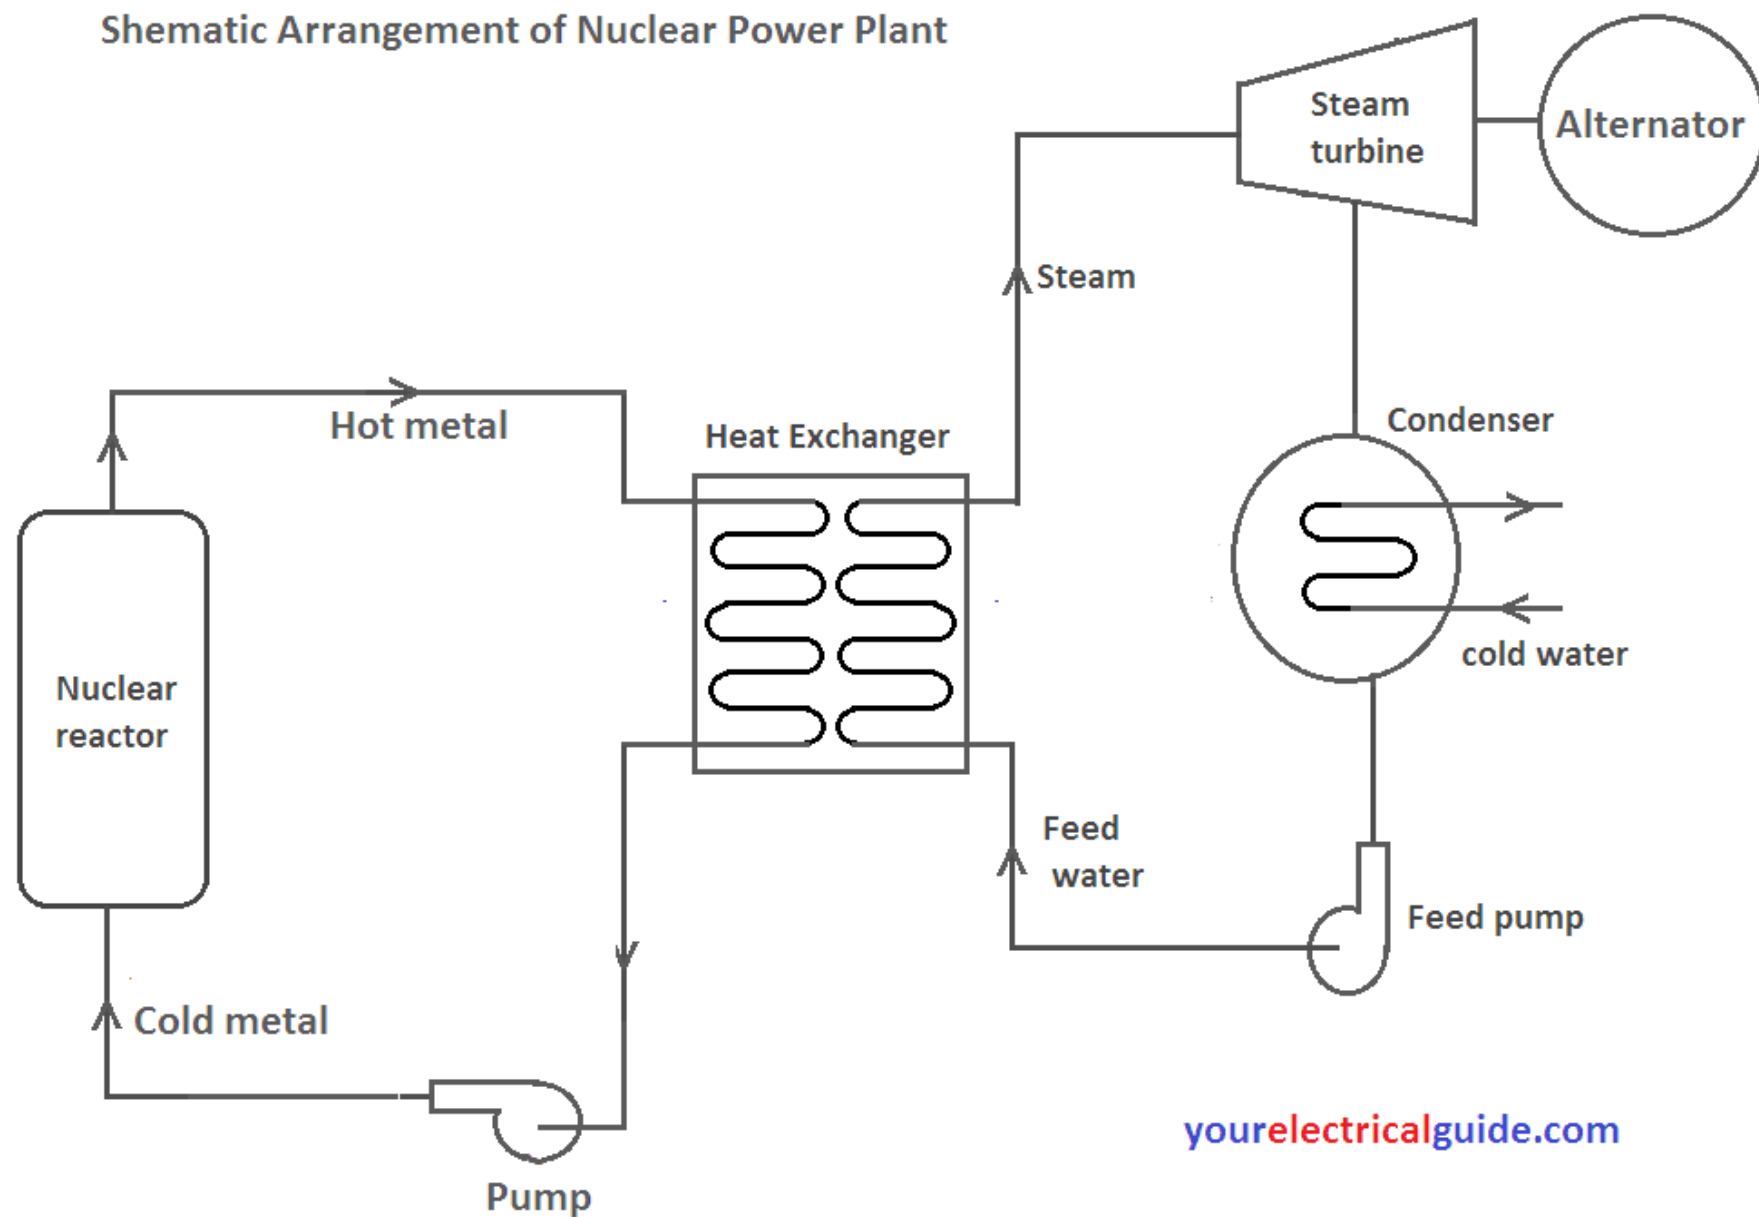 Shematic Arrangement of Nuclear Power Plant
Steam
turbine
Alternator
Steam
Hot metal
Heat Exchanger
Condenser
cold water
Nuclear
reactor
Feed
water
Feed pump
Cold metal
Pump
yourelectricalguide.com